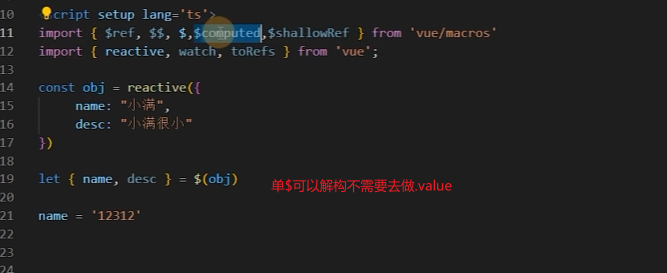 10 <script setup lang='ts'>
11 import { $ref, $$, $,$computed,$shallowRef } from 'vue/macros'
12 import { reactive, watch, toRefs } from 'vue';
13
14 const obj = reactive({
15 name: "小满",
16 desc: "小满很小"
17 })
18
19 let { name, desc } = $(obj)
单$可以解构不需要去做.value
20
21 name = '12312'
22
23
24